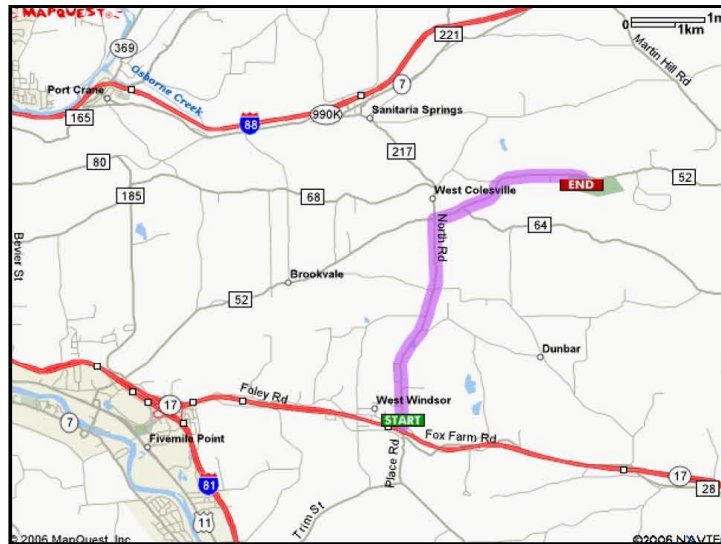 MAPQUEST
0
1m
1km
369
221
Osborne Creek
Martin Hill Rd
Port Crane
7
165
990K
Sanitaria Springs
88
80
217
52
END
185
68
West Colesville
64
North Rd
Bevier St
Brookvale
52
Dunbar
Foley Rd
17
West Windsor
START
7
Fivemile Point
Fox Farm Rd
Place Rd
17
28
81
Trim St
11
© 2006 MapQuest, Inc
©2006 NAVTE